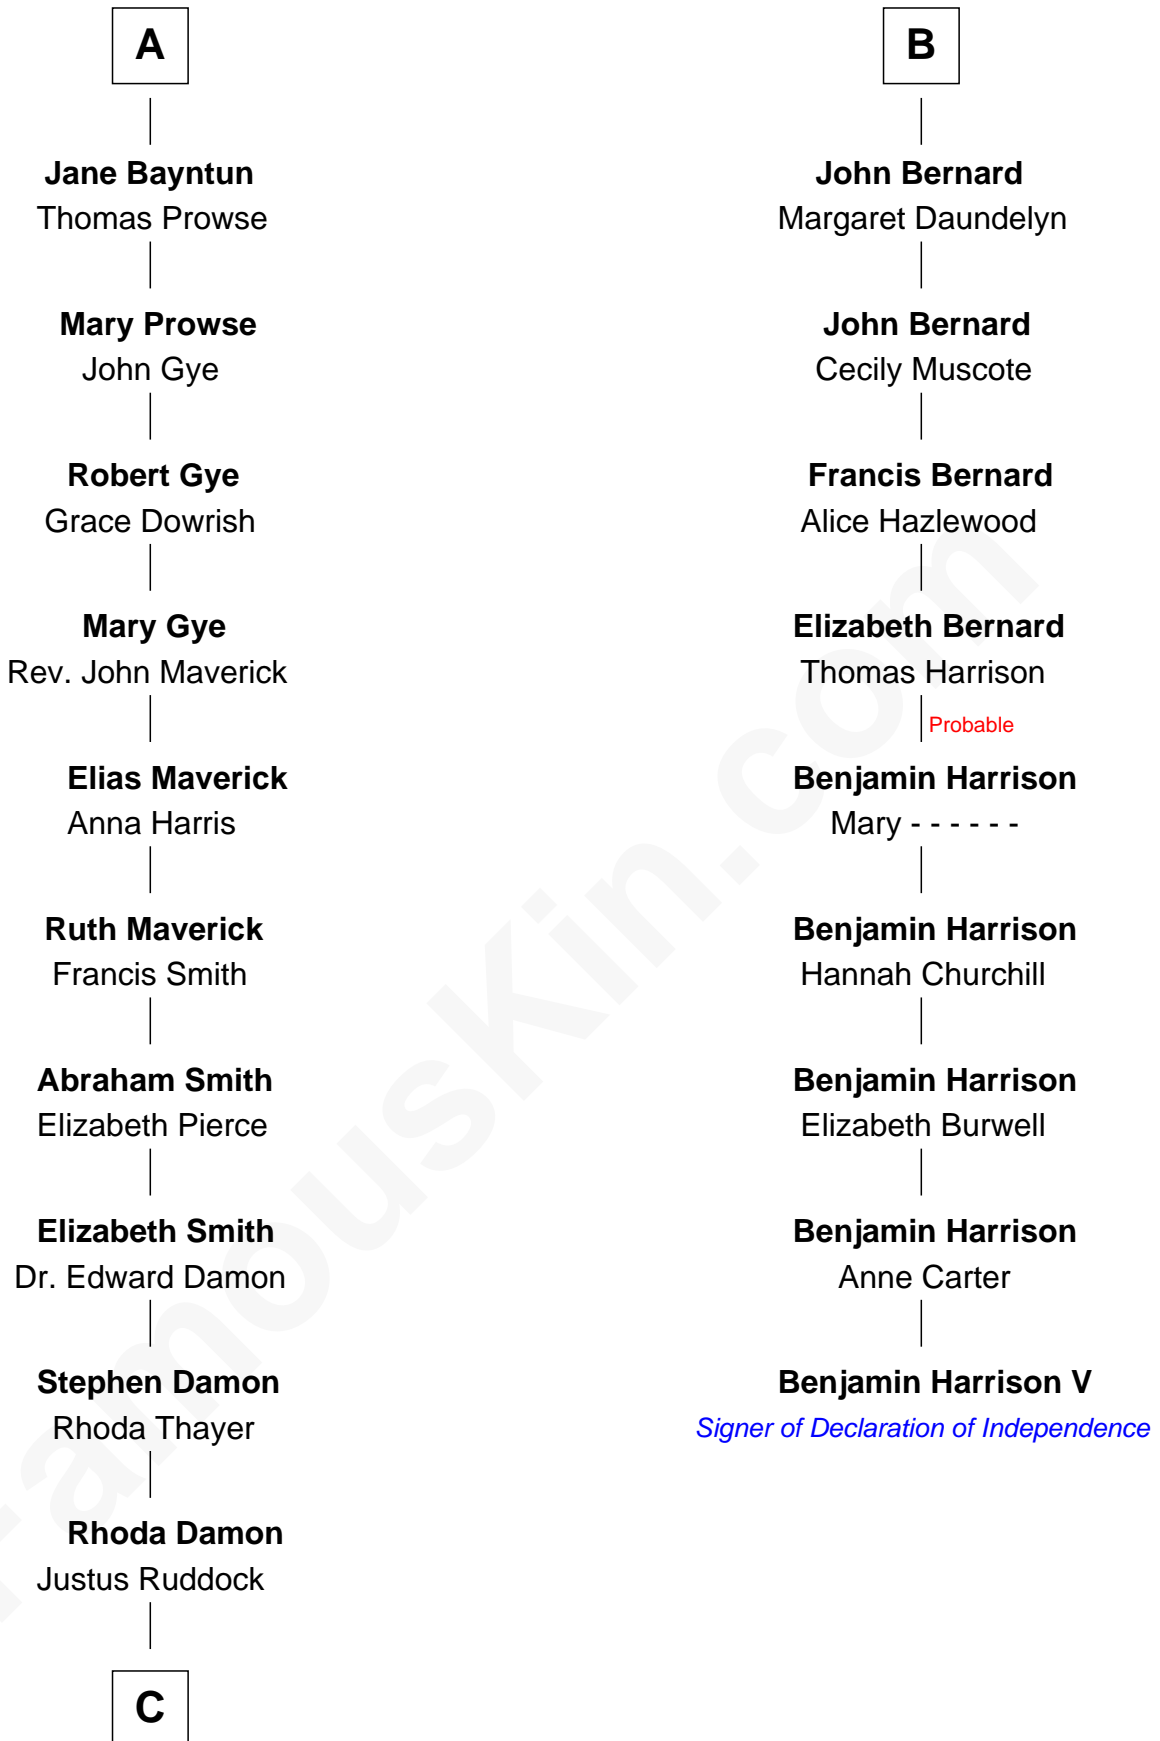 A
Jane Bayntun
Thomas Prowse
Mary Prowse
John Gye
Robert Gye
Grace Dowrish
Mary Gye
Rev. John Maverick
Elias Maverick
Anna Harris
Ruth Maverick
Francis Smith
Abraham Smith
Elizabeth Pierce
Elizabeth Smith
Dr. Edward Damon
Stephen Damon
Rhoda Thayer
Rhoda Damon
Justus Ruddock
C
B
John Bernard
Margaret Daundelyn
John Bernard
Cecily Muscote
Francis Bernard
Alice Hazlewood
Elizabeth Bernard
Thomas Harrison
Probable
Benjamin Harrison
Mary - - - - - -
Benjamin Harrison
Hannah Churchill
Benjamin Harrison
Elizabeth Burwell
Benjamin Harrison
Anne Carter
Benjamin Harrison V
Signer of Declaration of Independence
FamousKin.com